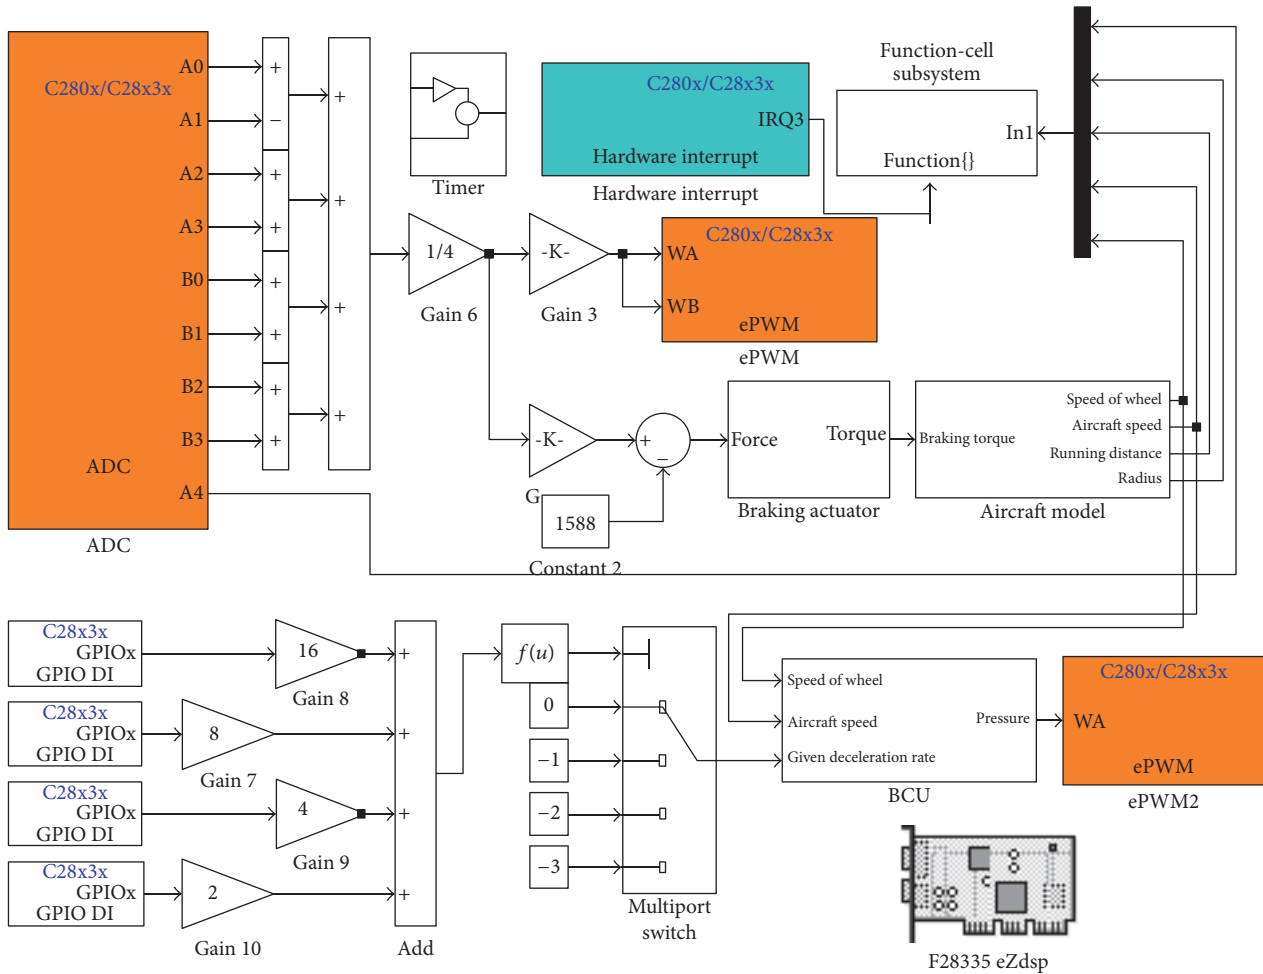 C280x/C28x3x
A0
A1
A2
A3
B0
B1
B2
B3
A4
ADC
ADC
+
−
+
+
+
+
+
+
+
+
+
+
Timer
1/4
Gain 6
-K-
Gain 3
C280x/C28x3x
IRQ3
Hardware interrupt
Hardware interrupt
C280x/C28x3x
WA
WB
ePWM
ePWM
Function-cell
subsystem
In1
Function{}
-K-
G
+
−
1588
Constant 2
Force
Torque
Braking actuator
Braking torque
Speed of wheel
Aircraft speed
Running distance
Radius
Aircraft model
C28x3x
GPIOx
GPIO DI
16
Gain 8
C28x3x
GPIOx
GPIO DI
8
Gain 7
C28x3x
GPIOx
GPIO DI
4
Gain 9
C28x3x
GPIOx
GPIO DI
2
Gain 10
+
+
+
+
Add
f(u)
0
−1
−2
−3
Multiport
switch
Speed of wheel
Aircraft speed
Given deceleration rate
Pressure
BCU
C280x/C28x3x
WA
ePWM
ePWM2
F28335 eZdsp